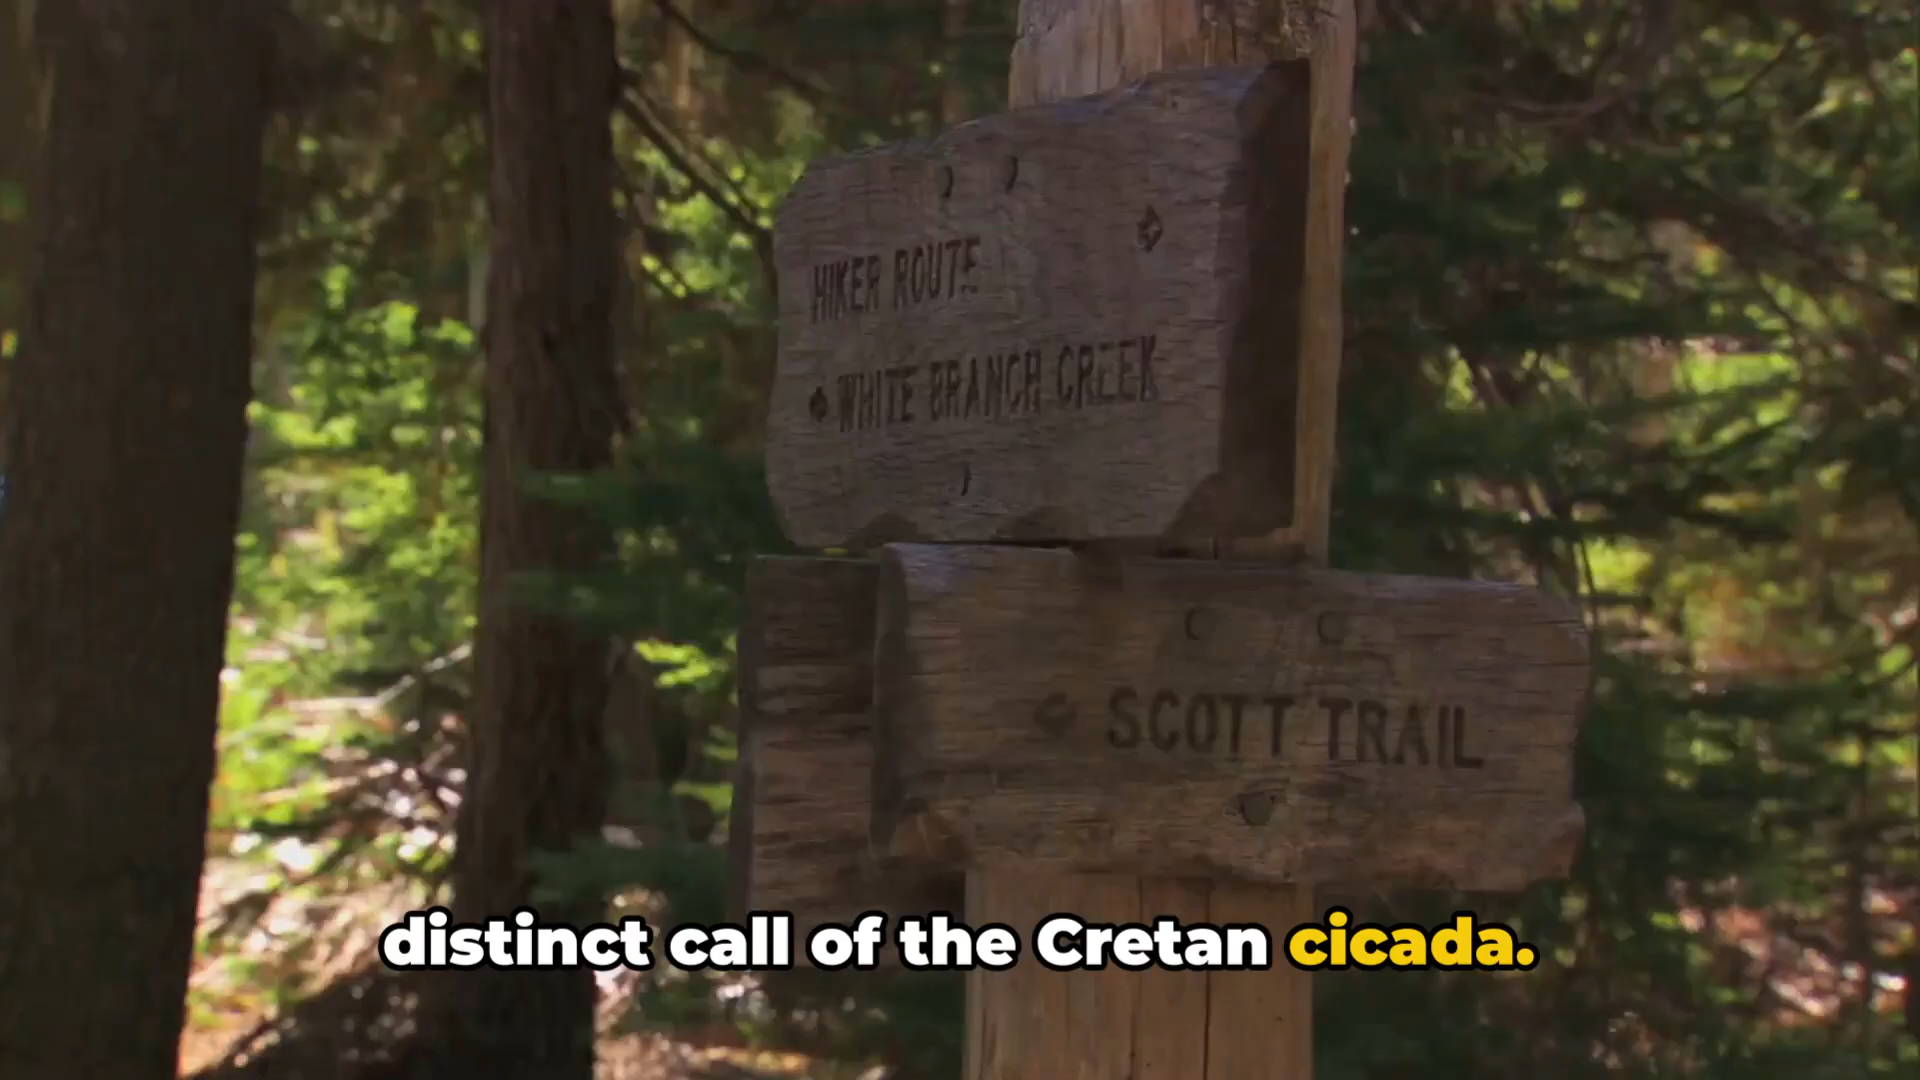 HIKER ROUTE
WHITE BRANCH CREEK
SCOTT TRAIL
distinct call of the Cretan cicada.